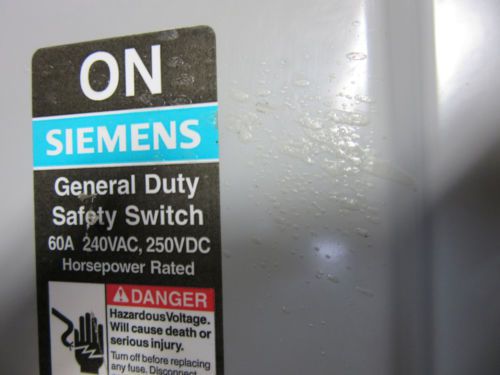 ON
SIEMENS
General Duty
Safety Switch
60A 240VAC, 250VDC
Horsepower Rated
DANGER
Hazardous Voltage.
Will cause death or
serious injury.
Turn off before replacing
any fuse. Disconnect